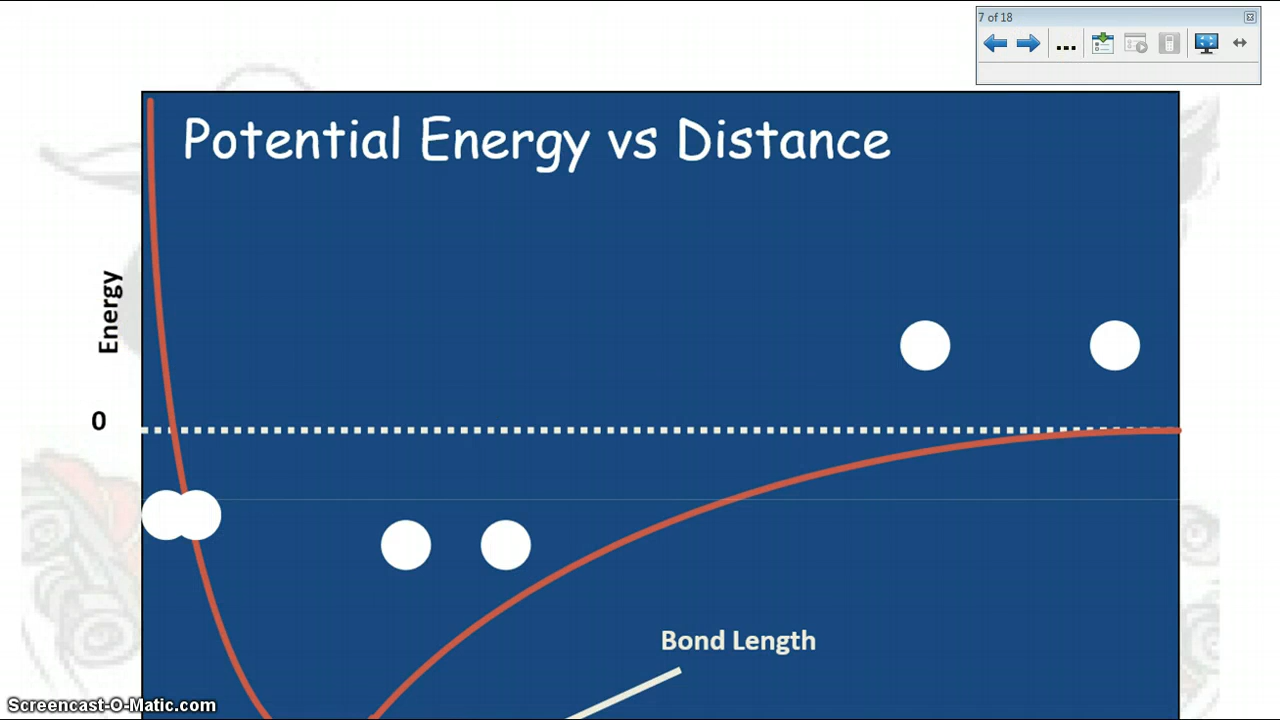 7 of 18
Potential Energy vs Distance
Energy
0
Bond Length
Screencast-O-Matic.com